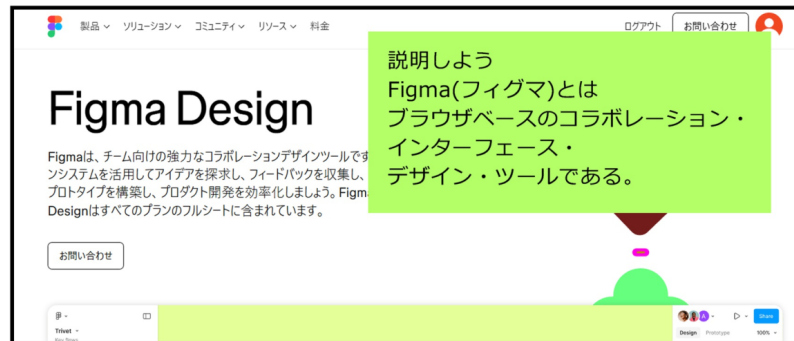 製品 ソリューション コミュニティ リソース 料金 ログアウト お問い合わせ
説明しよう
Figma(フィグマ)とは
ブラウザベースのコラボレーション・
インターフェース・
デザイン・ツールである。
Figma Design
Figmaは、チーム向けの強力なコラボレーションデザインツールです
ンシステムを活用してアイデアを探求し、フィードバックを収集し、
プロトタイプを構築し、プロダクト開発を効率化しましょう。Figm
Designはすべてのプランのフルシートに含まれています。
お問い合わせ
A Share
Trivet
Design Prototype 100%